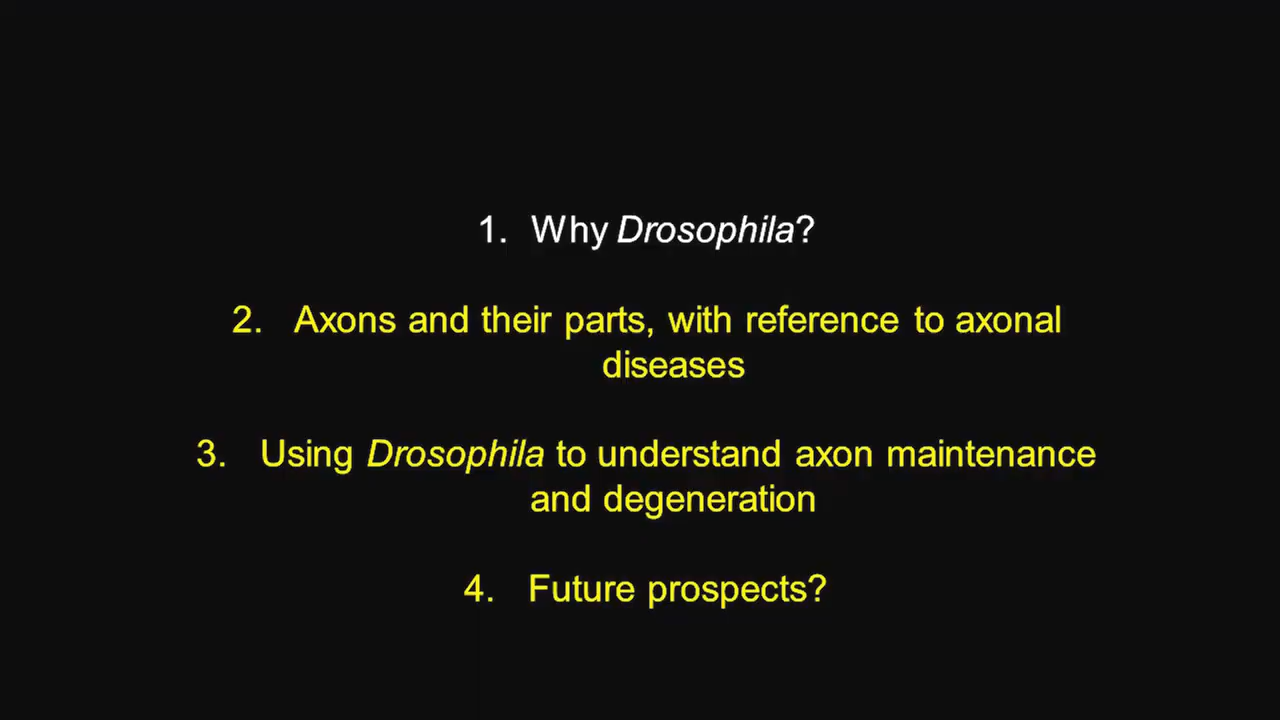 1. Why Drosophila?
2. Axons and their parts, with reference to axonal
diseases
3. Using Drosophila to understand axon maintenance
and degeneration
4. Future prospects?